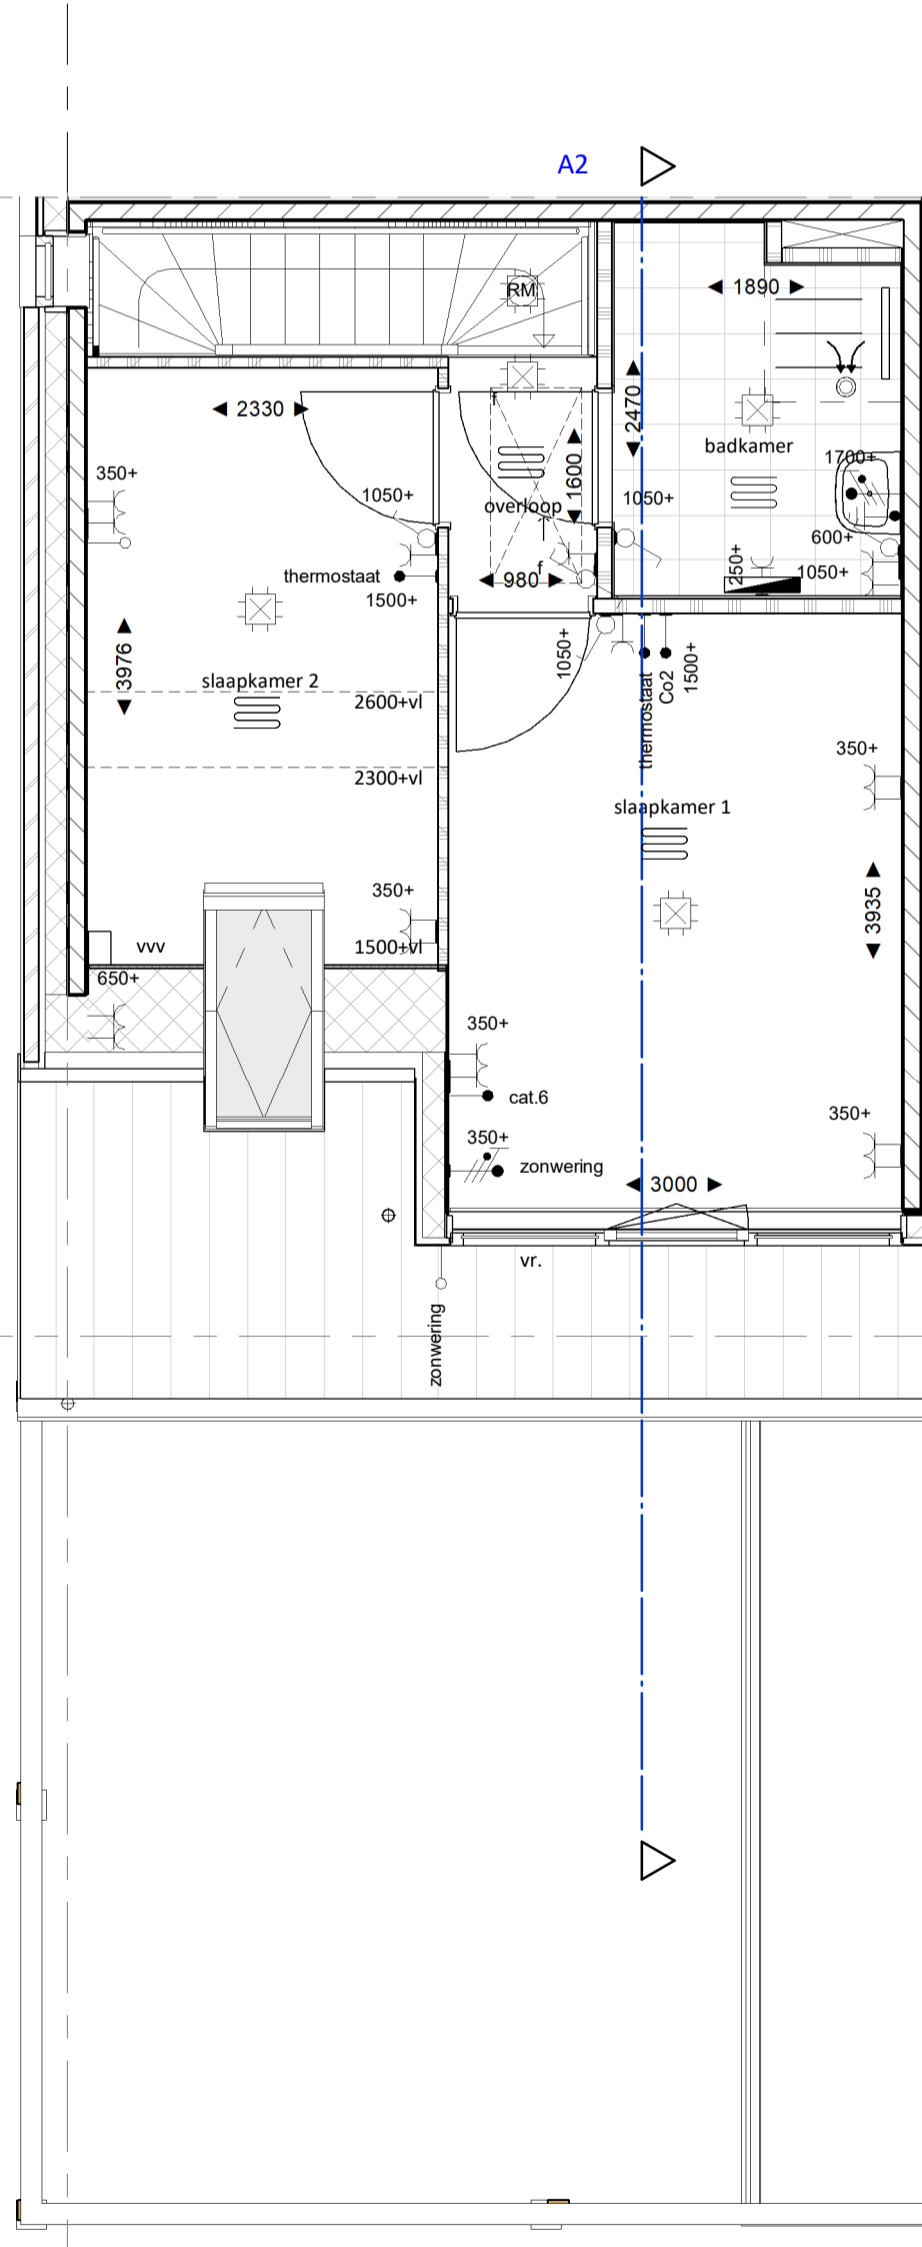 A2
RM
1890
2330
2470
badkamer
350+
1700+
1600
1050+
1050+
overloop
f
f
f
600+
250+
1050+
980
thermostaat
1500+
1050+
thermostaat
Co2
1500+
3976
slaapkamer 2
2600+vl
2300+vl
350+
slaapkamer 1
350+
3935
vvv
1500+vl
650+
350+
cat.6
350+
350+
zonwering
3000
vr.
zonwering